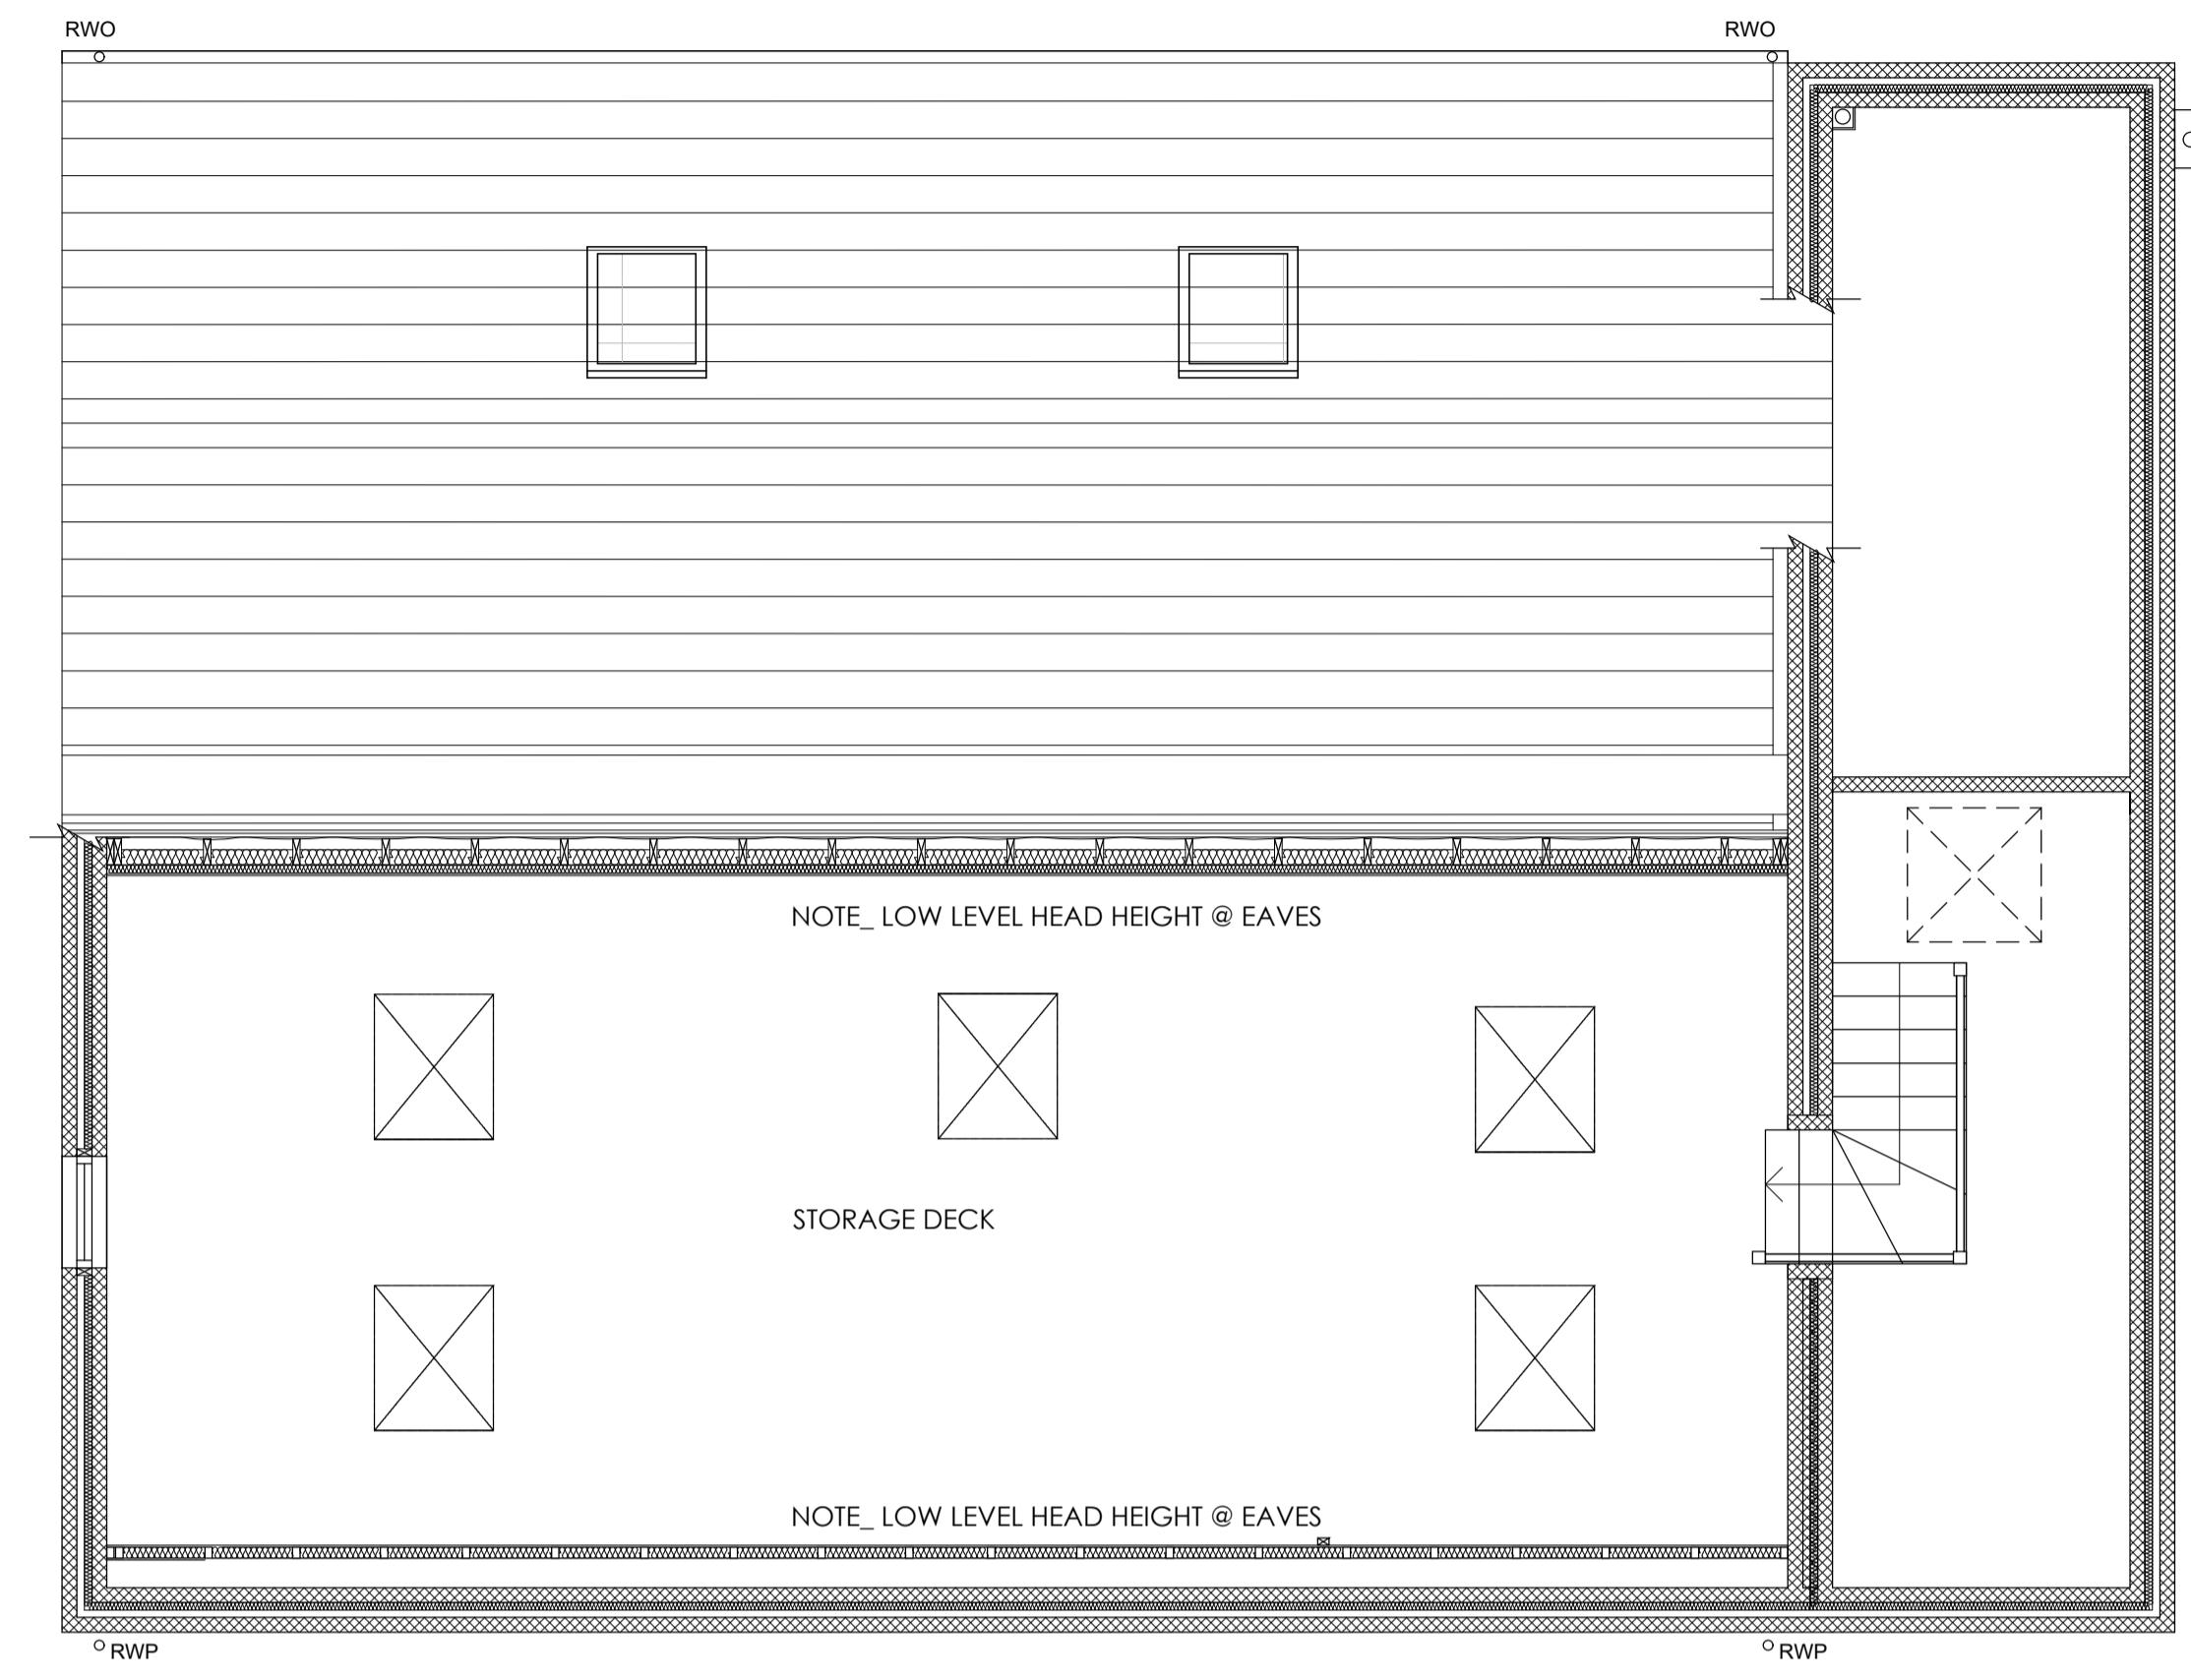 RWO
RWO
NOTE_ LOW LEVEL HEAD HEIGHT @ EAVES
STORAGE DECK
NOTE_ LOW LEVEL HEAD HEIGHT @ EAVES
RWP
RWP